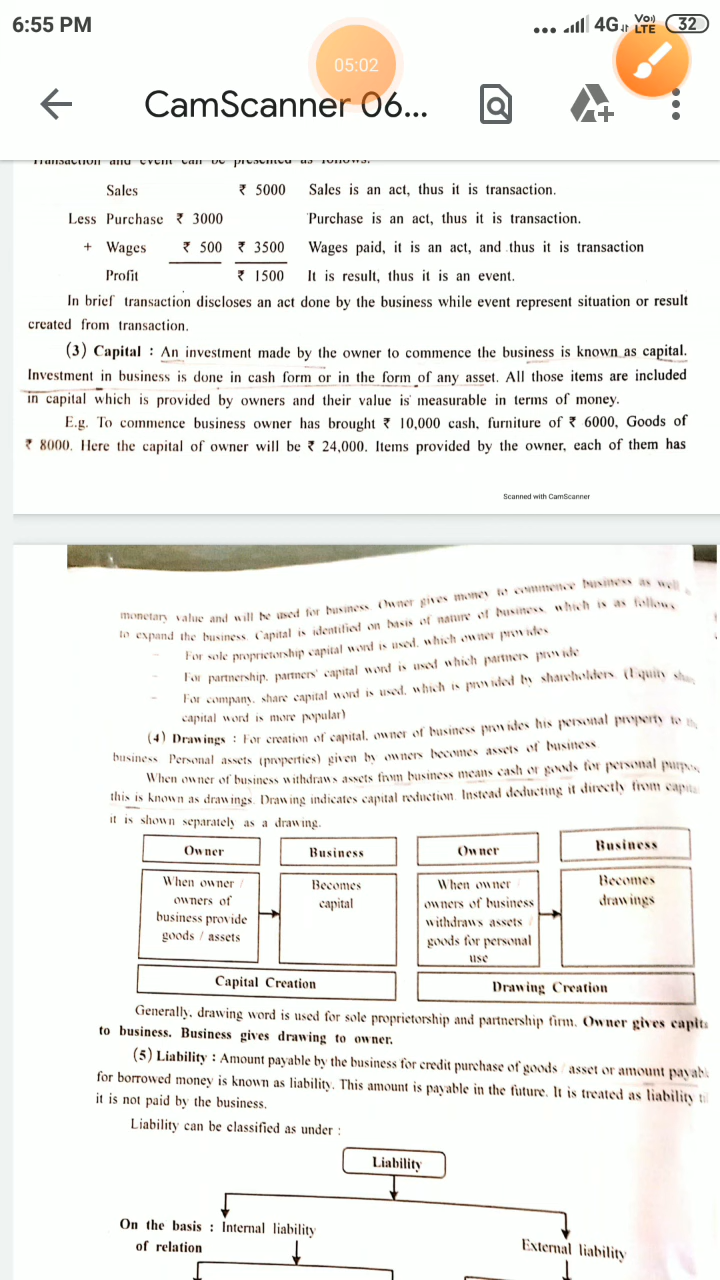 6:55 PM
4G
Vo)) LTE
32
05:02
CamScanner 06...
Transaction and event can be presented as follows.
Sales ₹ 5000 Sales is an act, thus it is transaction.
Less Purchase ₹ 3000 Purchase is an act, thus it is transaction.
+ Wages ₹ 500 ₹ 3500 Wages paid, it is an act, and thus it is transaction
Profit ₹ 1500 It is result, thus it is an event.
In brief transaction discloses an act done by the business while event represent situation or result
created from transaction.
(3) Capital : An investment made by the owner to commence the business is known as capital.
Investment in business is done in cash form or in the form of any asset. All those items are included
in capital which is provided by owners and their value is measurable in terms of money.
E.g. To commence business owner has brought ₹ 10,000 cash, furniture of ₹ 6000, Goods of
₹ 8000. Here the capital of owner will be ₹ 24,000. Items provided by the owner, each of them has
Scanned with CamScanner
monetary value and will be used for business. Owner gives money to commence business as well
to expand the business. Capital is identified on basis of nature of business, which is as follows
– For sole proprietorship capital word is used, which owner provides
– For partnership, partners' capital word is used which partners provide
– For company, share capital word is used, which is provided by shareholders. (Equity
capital word is more popular)
(4) Drawings : For creation of capital, owner of business provides his personal property to
business. Personal assets (properties) given by owners becomes assets of business
When owner of business withdraws assets from business means cash or goods for personal
this is known as drawings. Drawing indicates capital reduction. Instead deducting it directly from
it is shown separately as a drawing.
Owner Business Owner Business
When owner / owners of business provide goods / assets
Becomes capital
When owner / owners of business withdraws assets / goods for personal use
Becomes drawings
Capital Creation Drawing Creation
Generally, drawing word is used for sole proprietorship and partnership firm. Owner gives
to business. Business gives drawing to owner.
(5) Liability : Amount payable by the business for credit purchase of goods / asset or amount
for borrowed money is known as liability. This amount is payable in the future. It is treated as liability
it is not paid by the business.
Liability can be classified as under :
Liability
On the basis : Internal liability
of relation
External liability